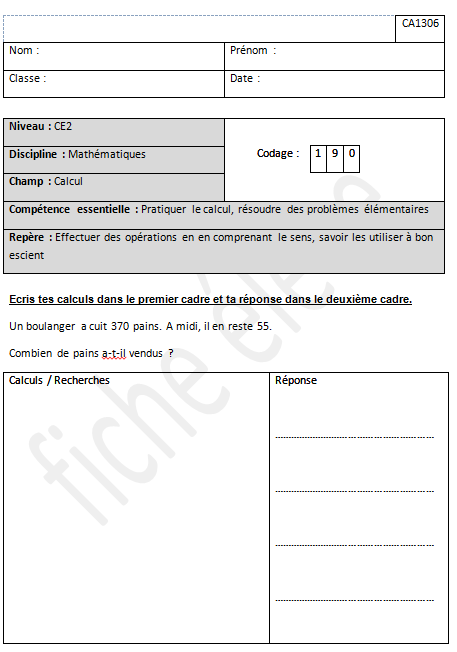 CA1306
Nom :
Prénom :
Classe :
Date :
Niveau : CE2
Discipline : Mathématiques
Codage : 1 9 0
Champ : Calcul
Compétence essentielle : Pratiquer le calcul, résoudre des problèmes élémentaires
Repère : Effectuer des opérations en en comprenant le sens, savoir les utiliser à bon
escient
Ecris tes calculs dans le premier cadre et ta réponse dans le deuxième cadre.
Un boulanger a cuit 370 pains. A midi, il en reste 55.
Combien de pains a-t-il vendus ?
Calculs / Recherches
Réponse
fiche élève